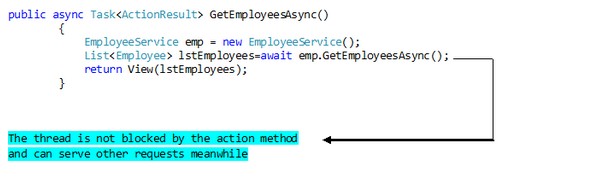 public async Task<ActionResult> GetEmployeesAsync()
{
EmployeeService emp = new EmployeeService();
List<Employee> lstEmployees=await emp.GetEmployeesAsync();
return View(lstEmployees);
}
The thread is not blocked by the action method
and can serve other requests meanwhile